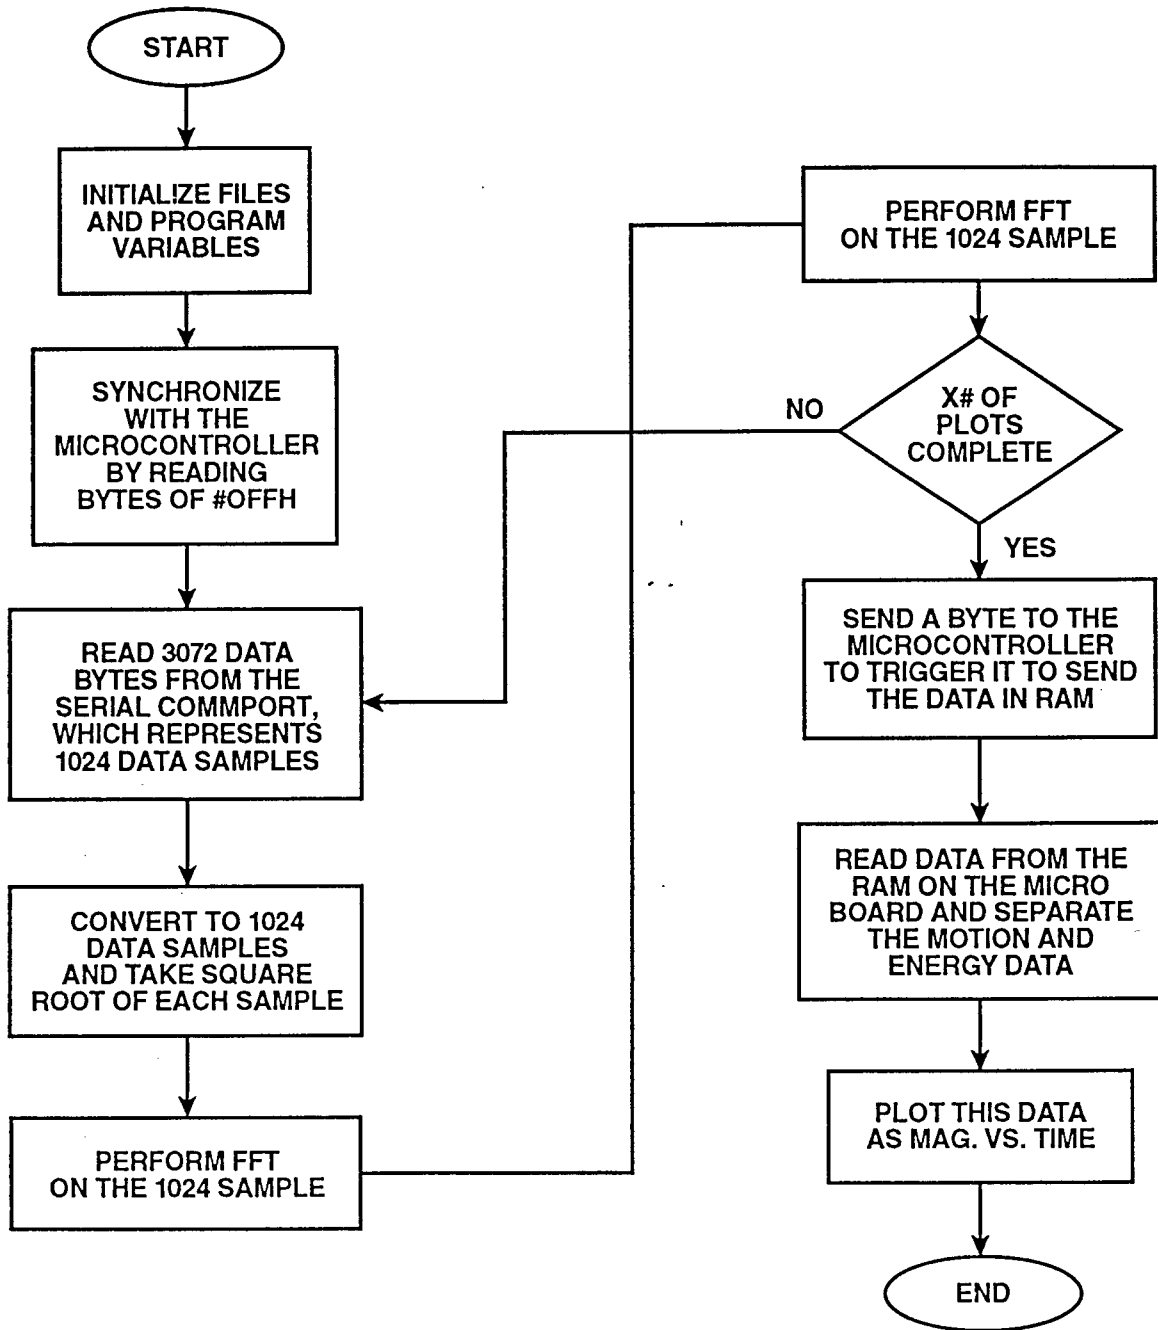 START
INITIALIZE FILES
AND PROGRAM
VARIABLES
SYNCHRONIZE
WITH THE
MICROCONTROLLER
BY READING
BYTES OF #OFFH
READ 3072 DATA
BYTES FROM THE
SERIAL COMMPORT,
WHICH REPRESENTS
1024 DATA SAMPLES
CONVERT TO 1024
DATA SAMPLES
AND TAKE SQUARE
ROOT OF EACH SAMPLE
PERFORM FFT
ON THE 1024 SAMPLE
PERFORM FFT
ON THE 1024 SAMPLE
X# OF
PLOTS
COMPLETE
NO
YES
SEND A BYTE TO THE
MICROCONTROLLER
TO TRIGGER IT TO SEND
THE DATA IN RAM
READ DATA FROM THE
RAM ON THE MICRO
BOARD AND SEPARATE
THE MOTION AND
ENERGY DATA
PLOT THIS DATA
AS MAG. VS. TIME
END